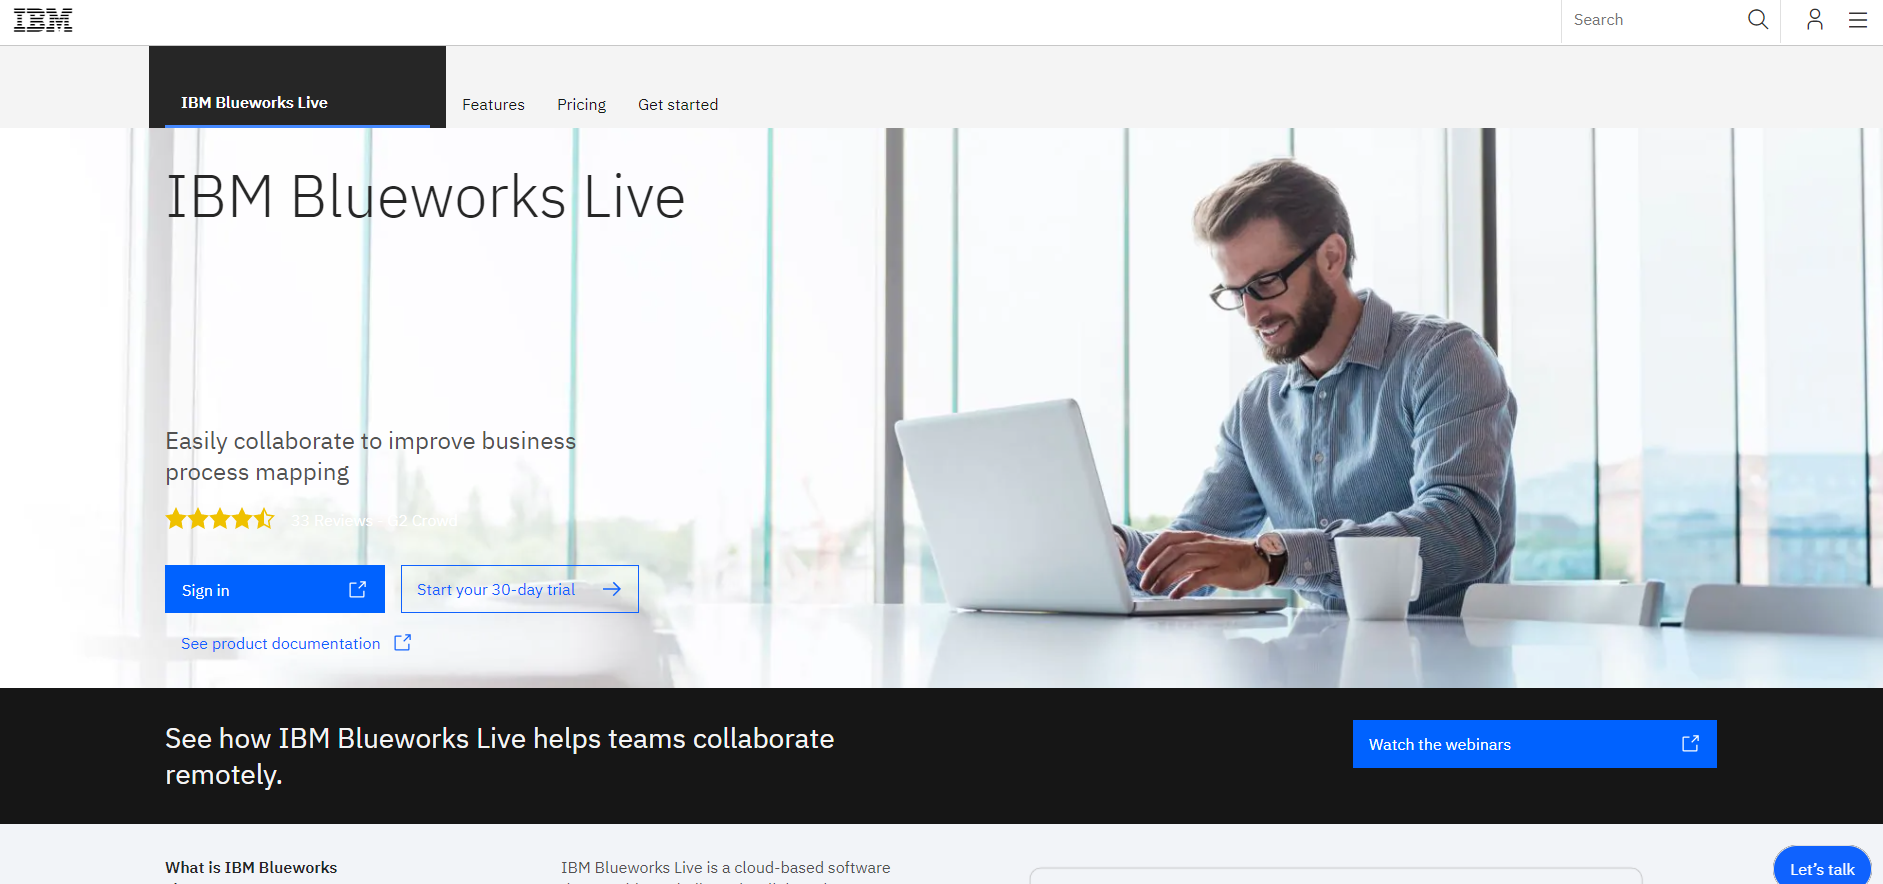 IBM
Search
IBM Blueworks Live
Features
Pricing
Get started
IBM Blueworks Live
Easily collaborate to improve business
process mapping
33 Reviews - G2 Crowd
Sign in
Start your 30-day trial
See product documentation
See how IBM Blueworks Live helps teams collaborate
remotely.
Watch the webinars
What is IBM Blueworks
IBM Blueworks Live is a cloud-based software
Let's talk